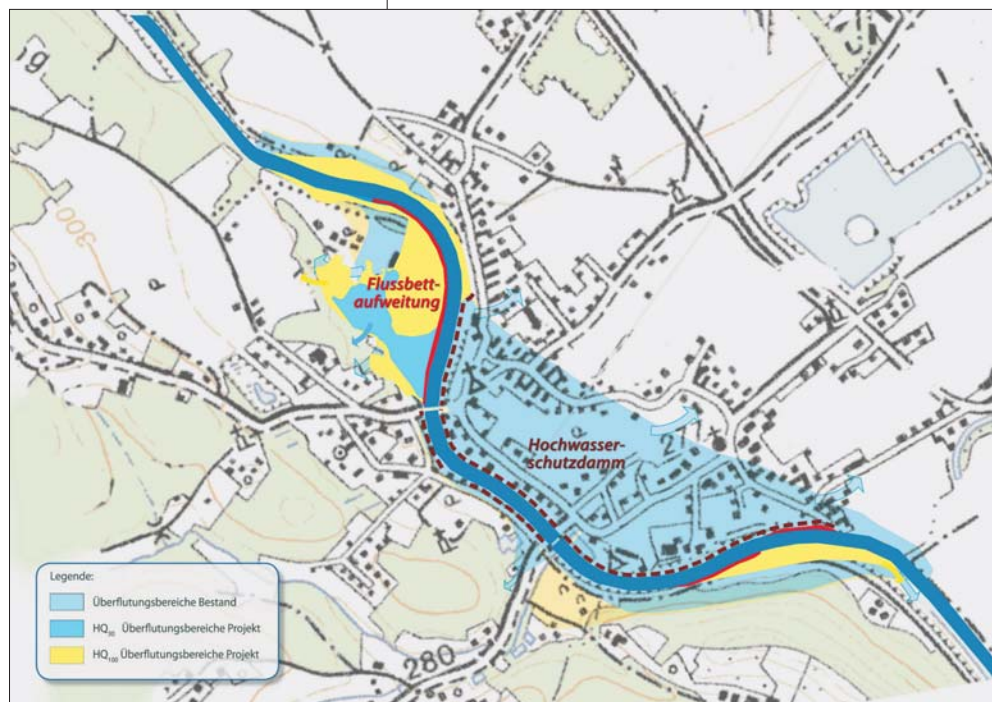 300
Flussbett-
aufweitung
Hochwasser-
schutzdamm
Legende:
Überflutungsbereiche Bestand
HQ30 Überflutungsbereiche Projekt
HQ100 Überflutungsbereiche Projekt
280